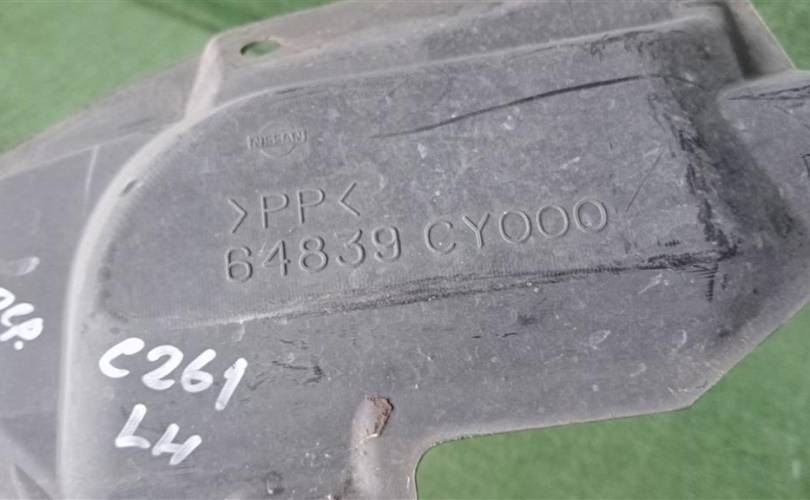 NISSAN
>PP<
64839 CY000
C261
LH